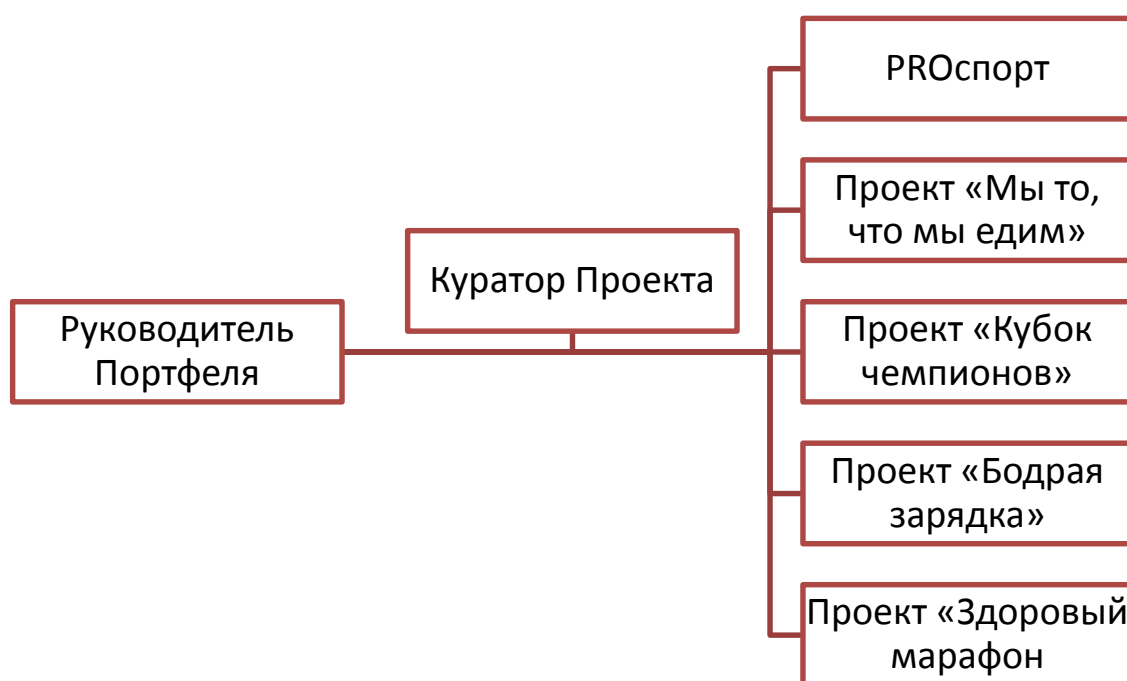 Руководитель
Портфеля
Куратор Проекта
PROспорт
Проект «Мы то,
что мы едим»
Проект «Кубок
чемпионов»
Проект «Бодрая
зарядка»
Проект «Здоровый
марафон